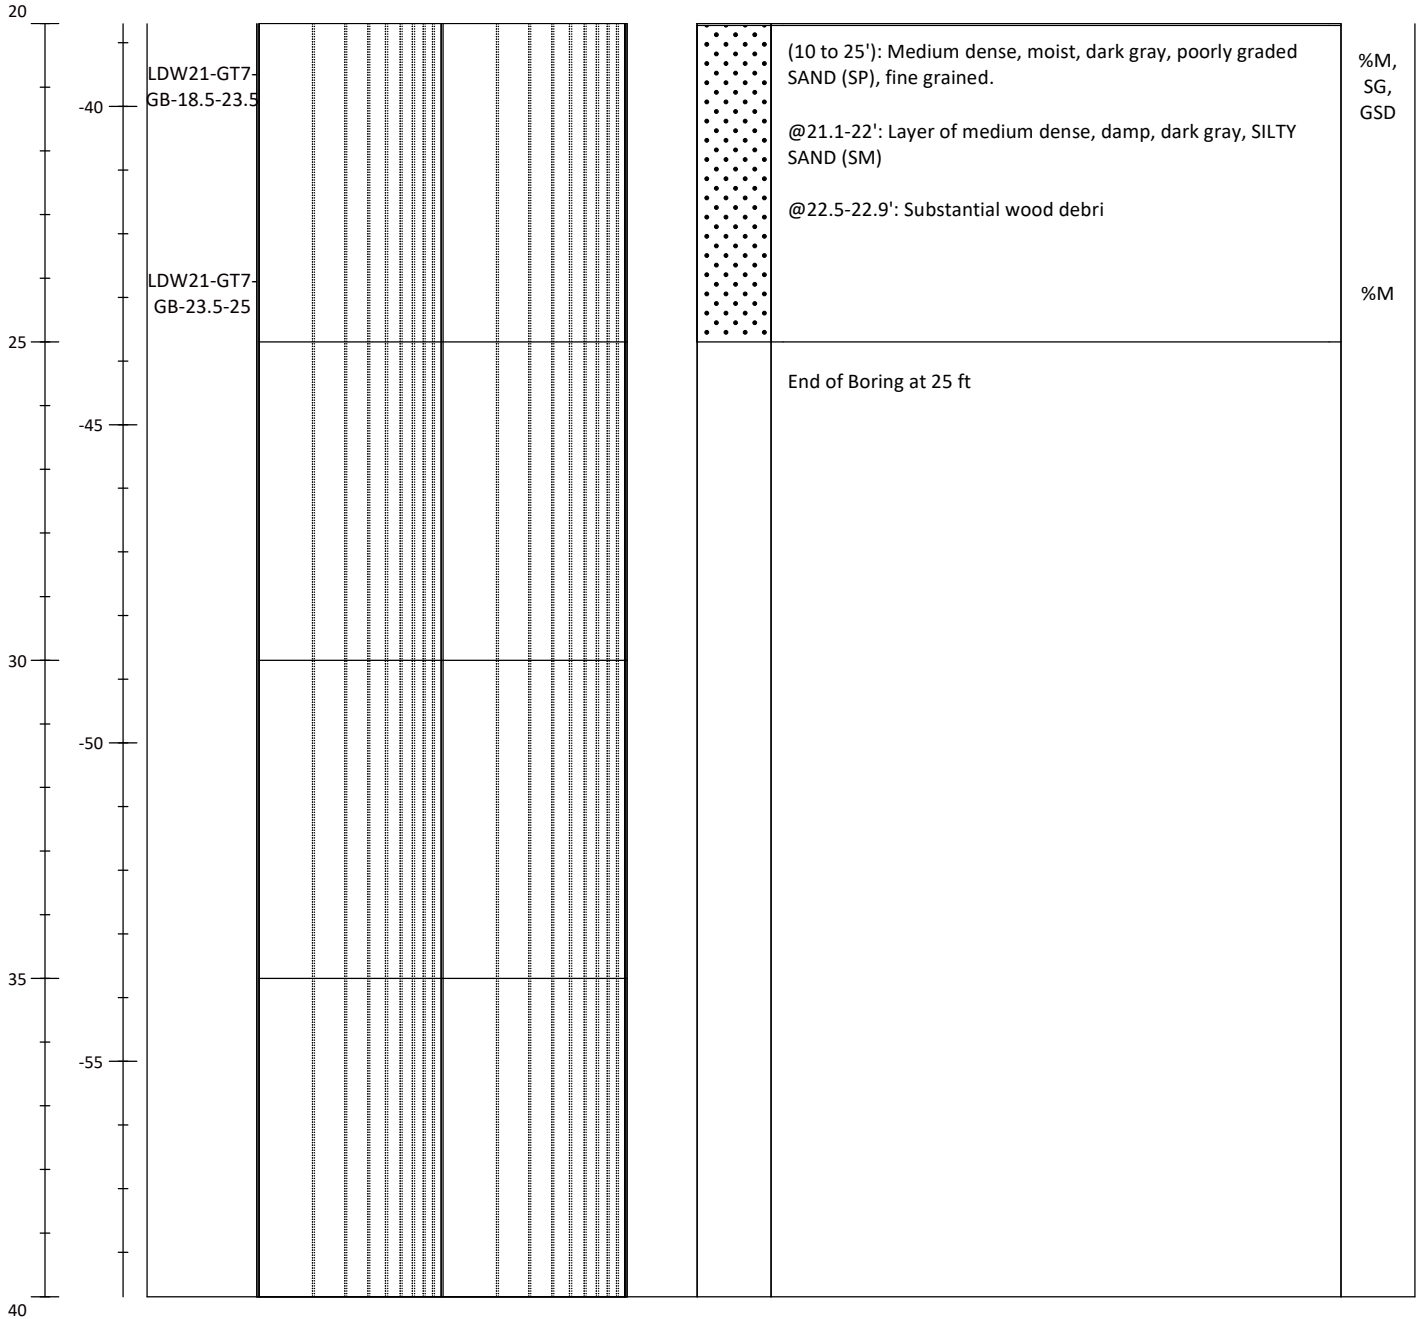 20
LDW21-GT7-
GB-18.5-23.5
-40
(10 to 25'): Medium dense, moist, dark gray, poorly graded
SAND (SP), fine grained.
@21.1-22': Layer of medium dense, damp, dark gray, SILTY
SAND (SM)
@22.5-22.9': Substantial wood debri
%M,
SG,
GSD
LDW21-GT7-
GB-23.5-25
%M
25
End of Boring at 25 ft
-45
30
-50
35
-55
40